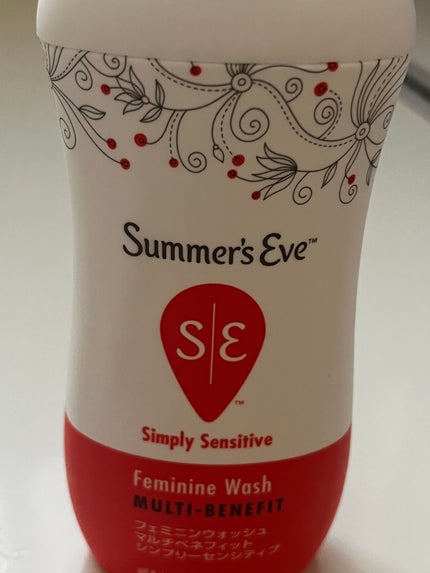 Summer's Eve™
S|E
™
Simply Sensitive
Feminine Wash
MULTI-BENEFIT
フェミニンウォッシュ
マルチベネフィット
シンプリーセンシティブ